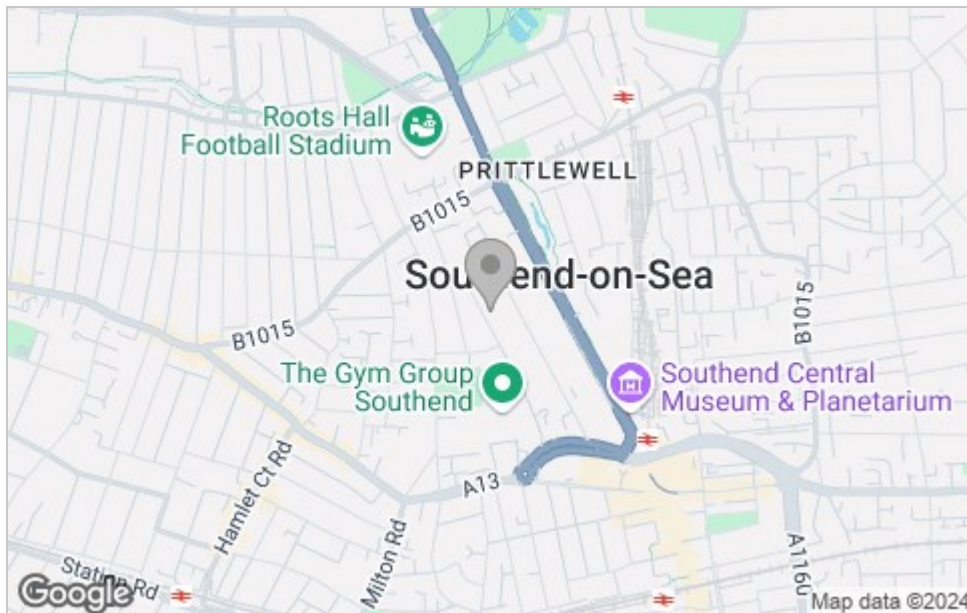 Roots Hall
Football Stadium
PRITTLEWELL
B1015
Southend-on-Sea
B1015
B1015
The Gym Group
Southend
Southend Central
Museum & Planetarium
Hamlet Ct Rd
A13
Milton Rd
Station Rd
A1160
Google
Map data ©2024